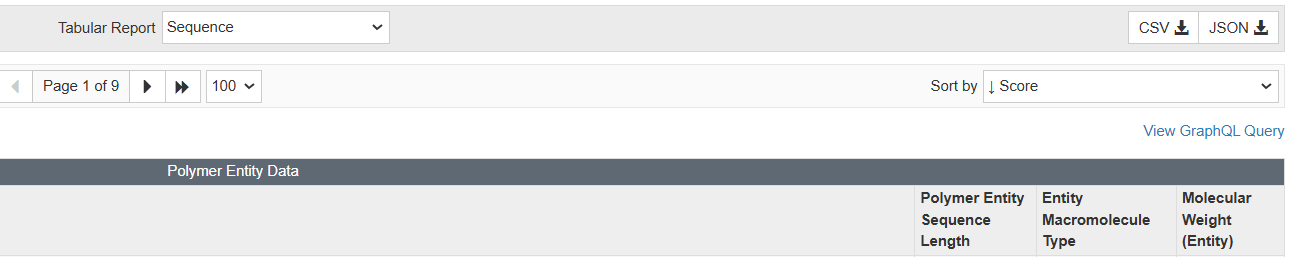 Tabular Report Sequence CSV JSON
Page 1 of 9 100 Sort by ↓ Score
View GraphQL Query
Polymer Entity Data
Polymer Entity Sequence Length
Entity Macromolecule Type
Molecular Weight (Entity)